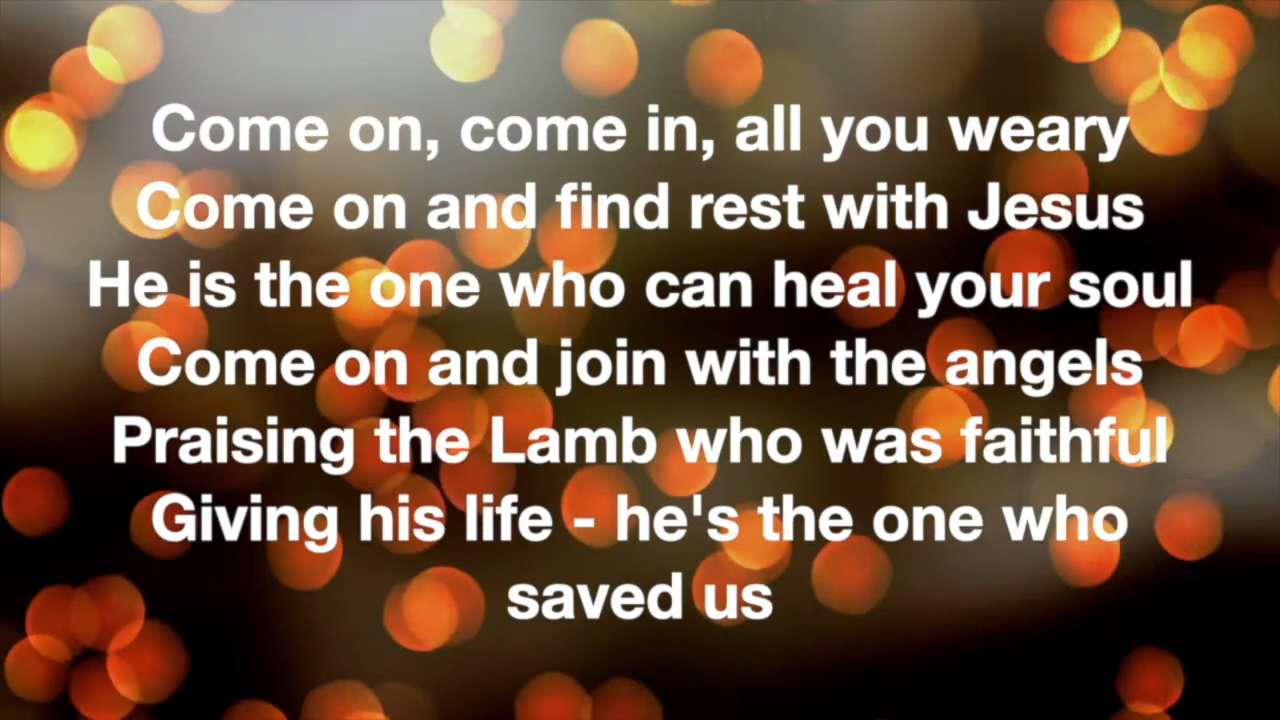 Come on, come in, all you weary
Come on and find rest with Jesus
He is the one who can heal your soul
Come on and join with the angels
Praising the Lamb who was faithful
Giving his life - he's the one who
saved us